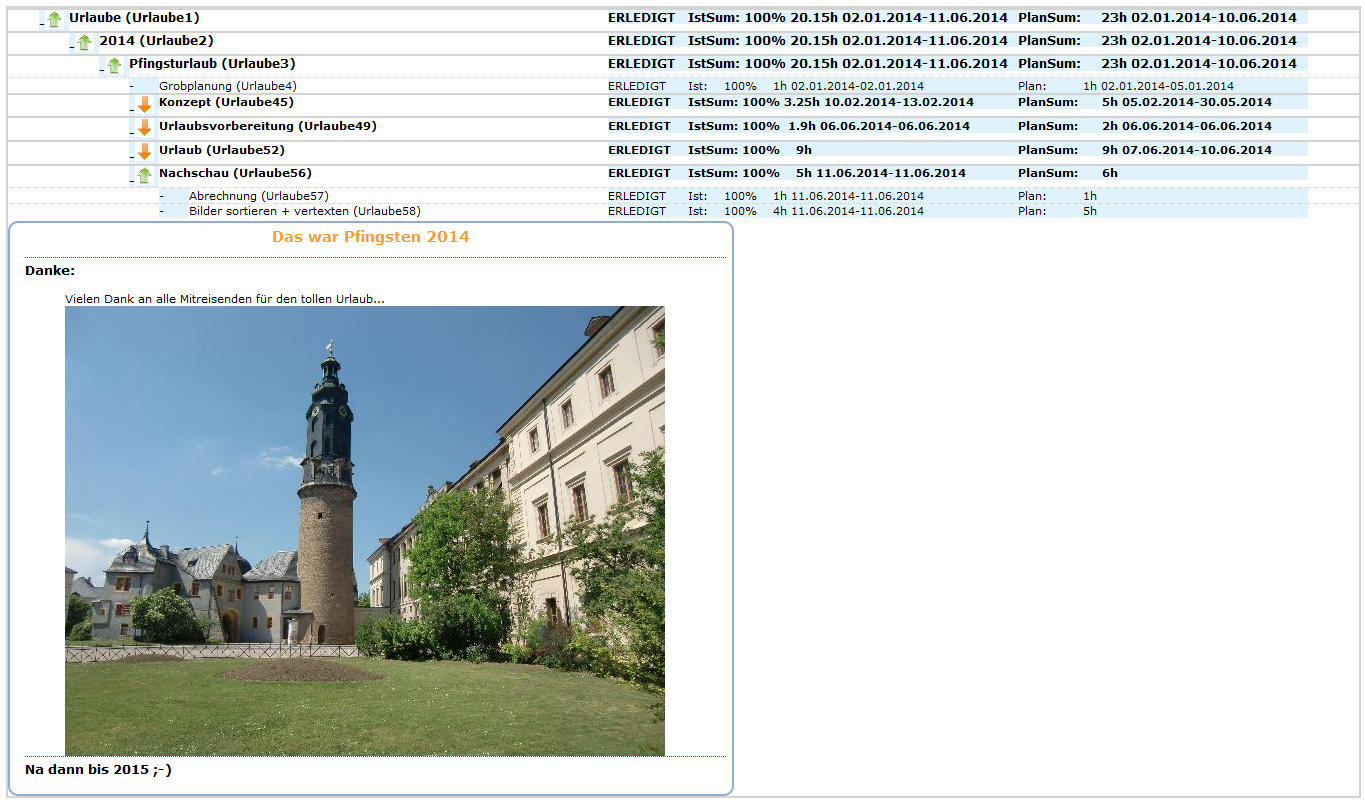 Urlaube (Urlaube1) ERLEDIGT IstSum: 100% 20.15h 02.01.2014-11.06.2014 PlanSum: 23h 02.01.2014-10.06.2014
2014 (Urlaube2) ERLEDIGT IstSum: 100% 20.15h 02.01.2014-11.06.2014 PlanSum: 23h 02.01.2014-10.06.2014
Pfingsturlaub (Urlaube3) ERLEDIGT IstSum: 100% 20.15h 02.01.2014-11.06.2014 PlanSum: 23h 02.01.2014-10.06.2014
- Grobplanung (Urlaube4) ERLEDIGT Ist: 100% 1h 02.01.2014-02.01.2014 Plan: 1h 02.01.2014-05.01.2014
Konzept (Urlaube45) ERLEDIGT IstSum: 100% 3.25h 10.02.2014-13.02.2014 PlanSum: 5h 05.02.2014-30.05.2014
Urlaubsvorbereitung (Urlaube49) ERLEDIGT IstSum: 100% 1.9h 06.06.2014-06.06.2014 PlanSum: 2h 06.06.2014-06.06.2014
Urlaub (Urlaube52) ERLEDIGT IstSum: 100% 9h PlanSum: 9h 07.06.2014-10.06.2014
Nachschau (Urlaube56) ERLEDIGT IstSum: 100% 5h 11.06.2014-11.06.2014 PlanSum: 6h
- Abrechnung (Urlaube57) ERLEDIGT Ist: 100% 1h 11.06.2014-11.06.2014 Plan: 1h
- Bilder sortieren + vertexten (Urlaube58) ERLEDIGT Ist: 100% 4h 11.06.2014-11.06.2014 Plan: 5h
Das war Pfingsten 2014
Danke:
Vielen Dank an alle Mitreisenden für den tollen Urlaub...
Na dann bis 2015 ;-)